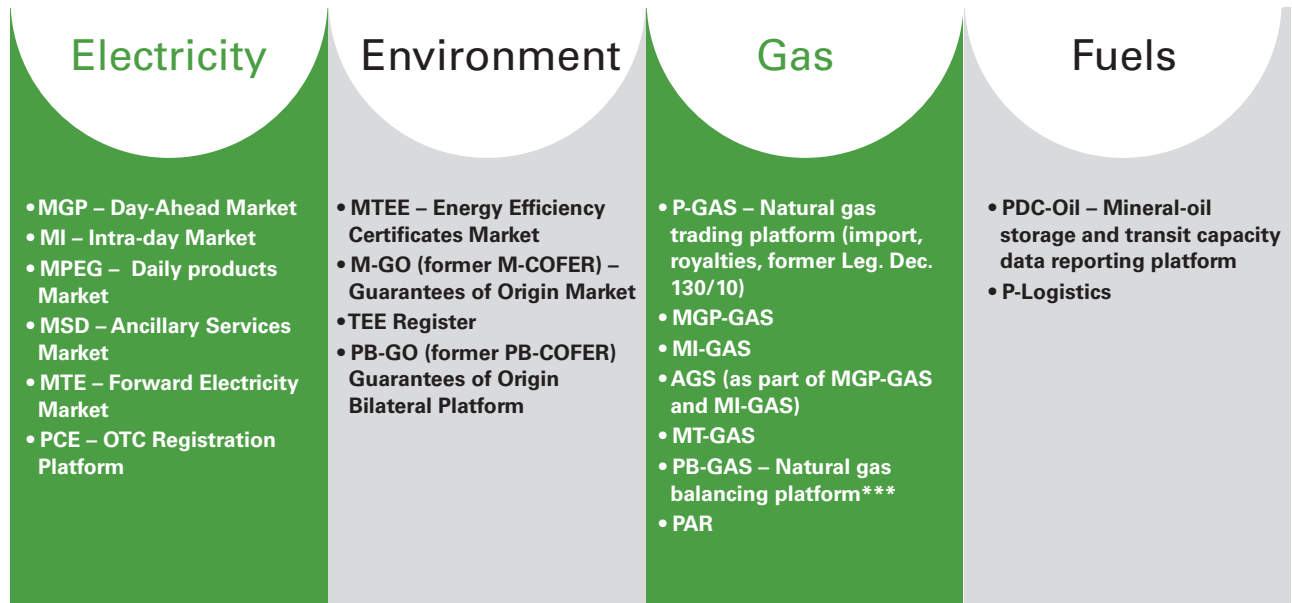 Electricity
• MGP – Day-Ahead Market
• MI – Intra-day Market
• MPEG – Daily products
Market
• MSD – Ancillary Services
Market
• MTE – Forward Electricity
Market
• PCE – OTC Registration
Platform
Environment
• MTEE – Energy Efficiency
Certificates Market
• M-GO (former M-COFER) –
Guarantees of Origin Market
• TEE Register
• PB-GO (former PB-COFER)
Guarantees of Origin
Bilateral Platform
Gas
• P-GAS – Natural gas
trading platform (import,
royalties, former Leg. Dec.
130/10)
• MGP-GAS
• MI-GAS
• AGS (as part of MGP-GAS
and MI-GAS)
• MT-GAS
• PB-GAS – Natural gas
balancing platform***
• PAR
Fuels
• PDC-Oil – Mineral-oil
storage and transit capacity
data reporting platform
• P-Logistics